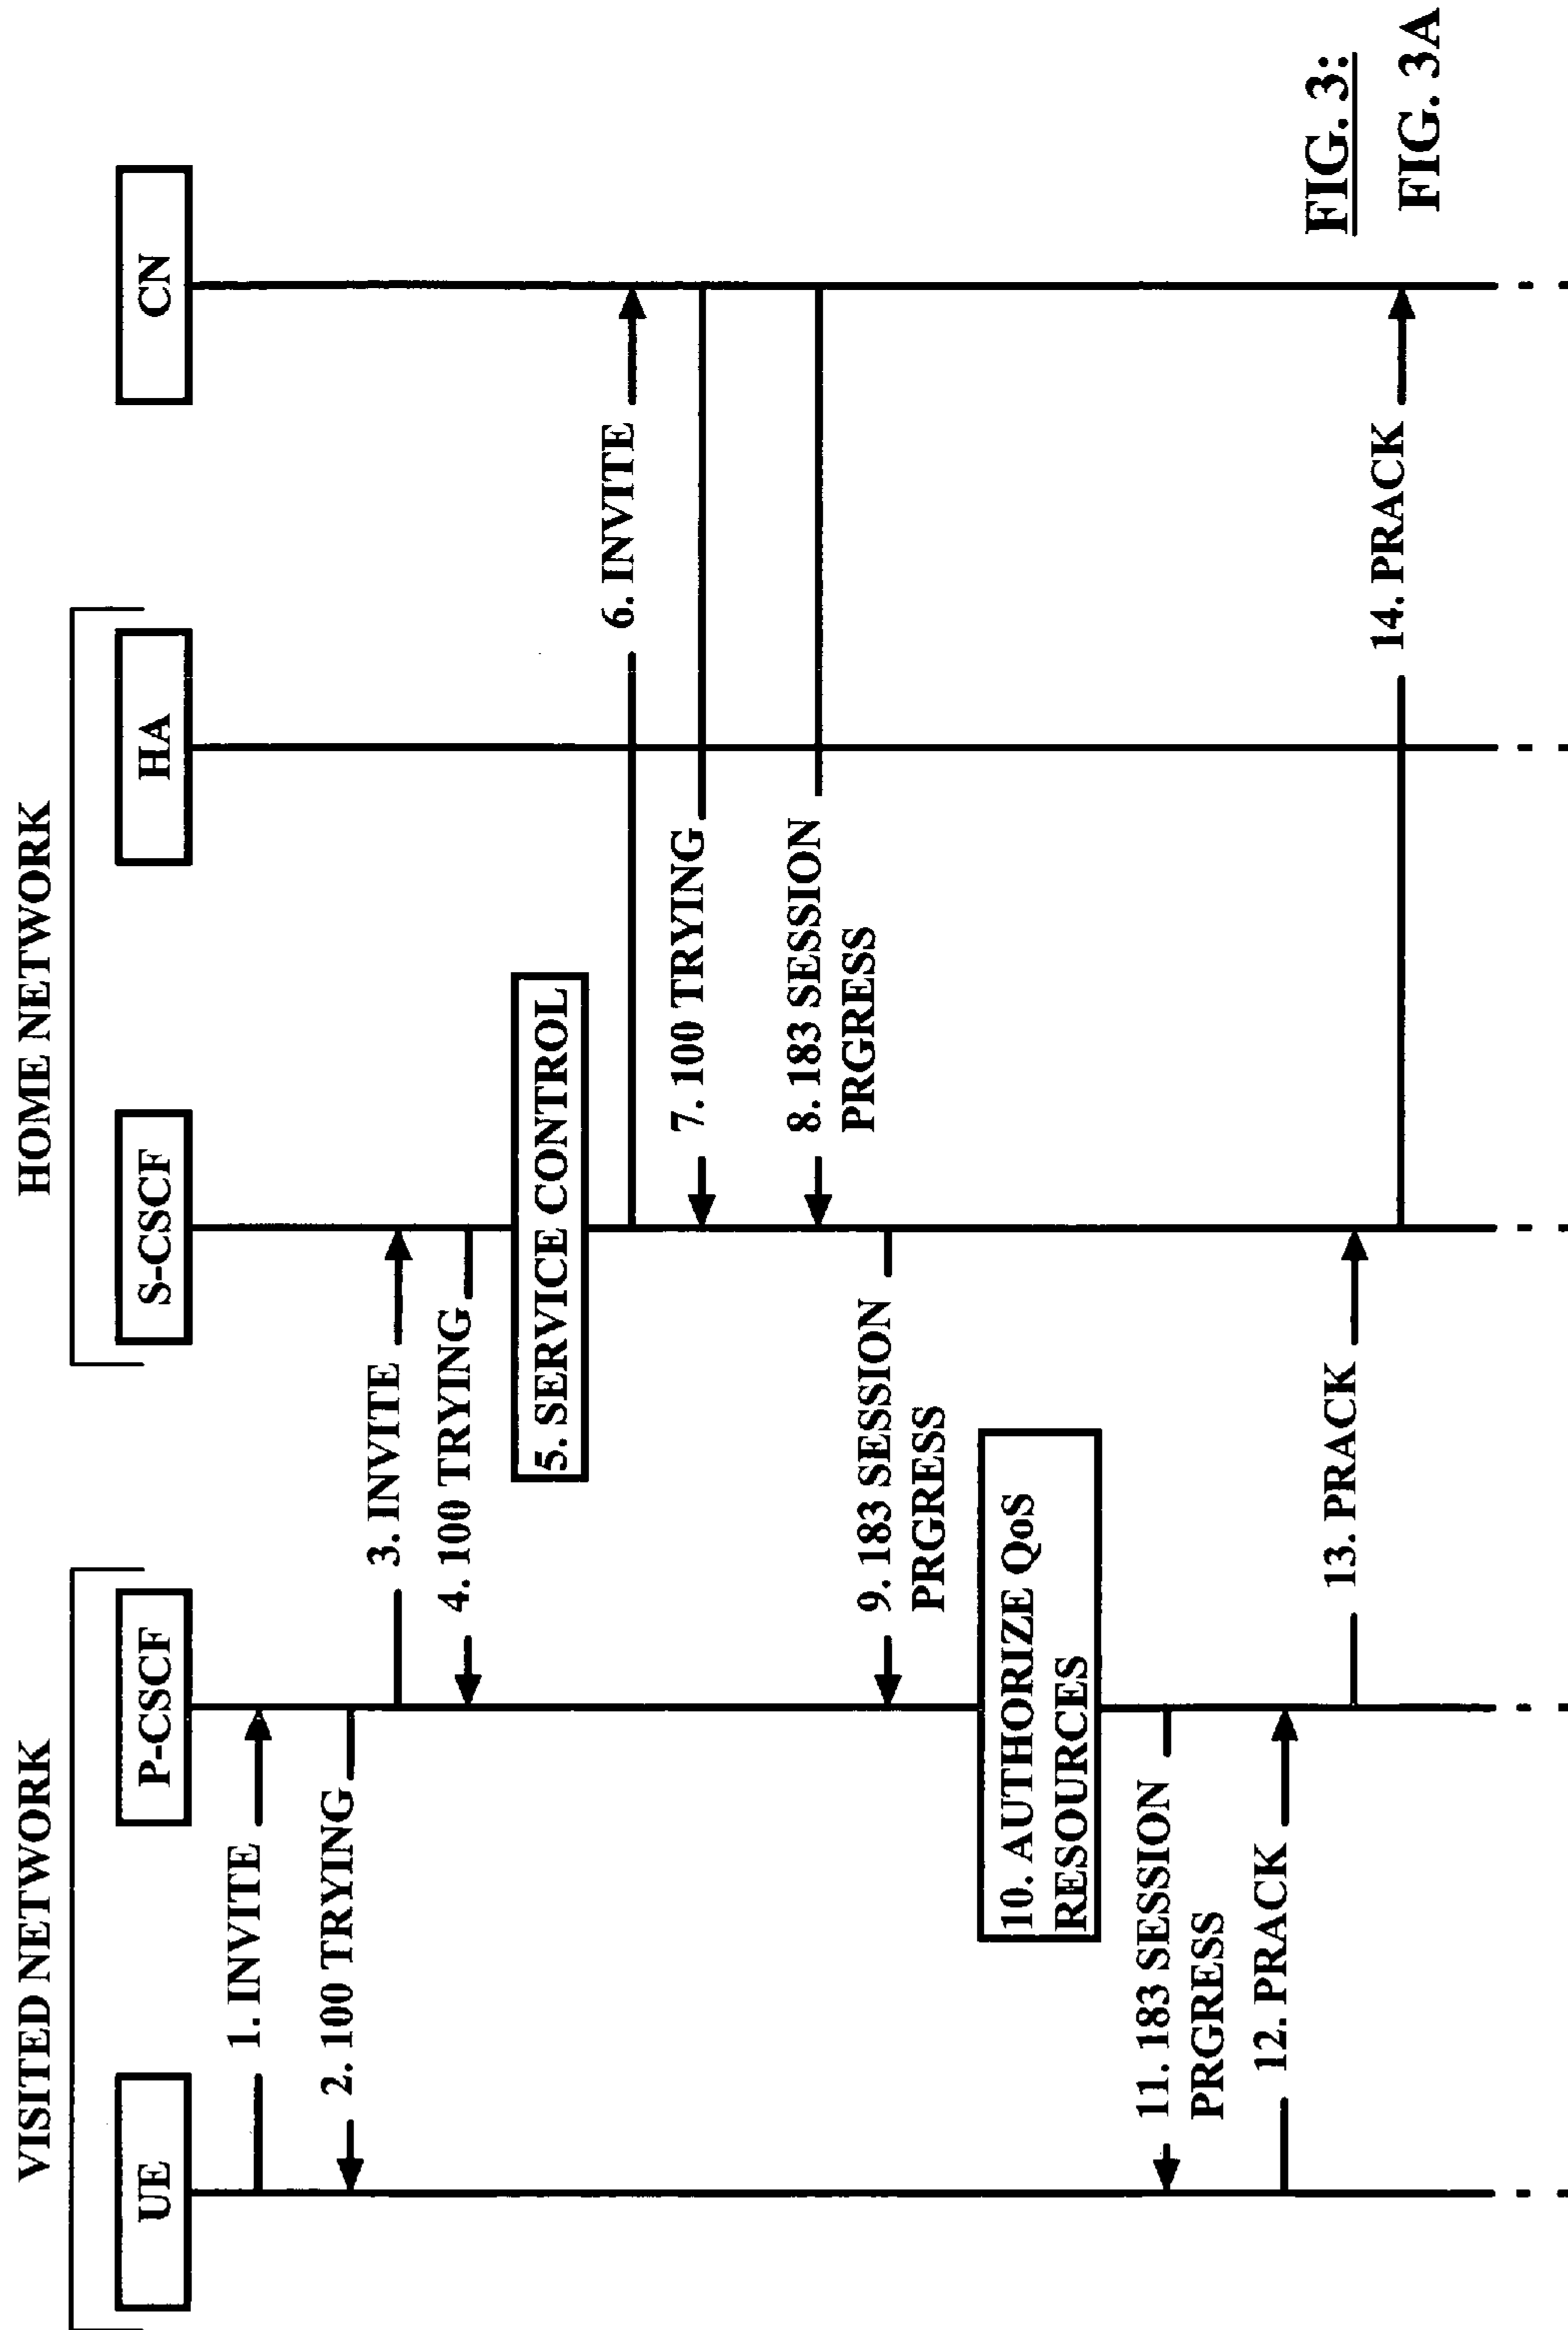 VISITED NETWORK
HOME NETWORK
UE
P-CSCF
S-CSCF
HA
CN
1. INVITE
2. 100 TRYING
3. INVITE
4. 100 TRYING
5. SERVICE CONTROL
6. INVITE
7. 100 TRYING
8. 183 SESSION
PRGRESS
9. 183 SESSION
PRGRESS
10. AUTHORIZE QoS
RESOURCES
11. 183 SESSION
PRGRESS
12. PRACK
13. PRACK
14. PRACK
FIG. 3:
FIG. 3A